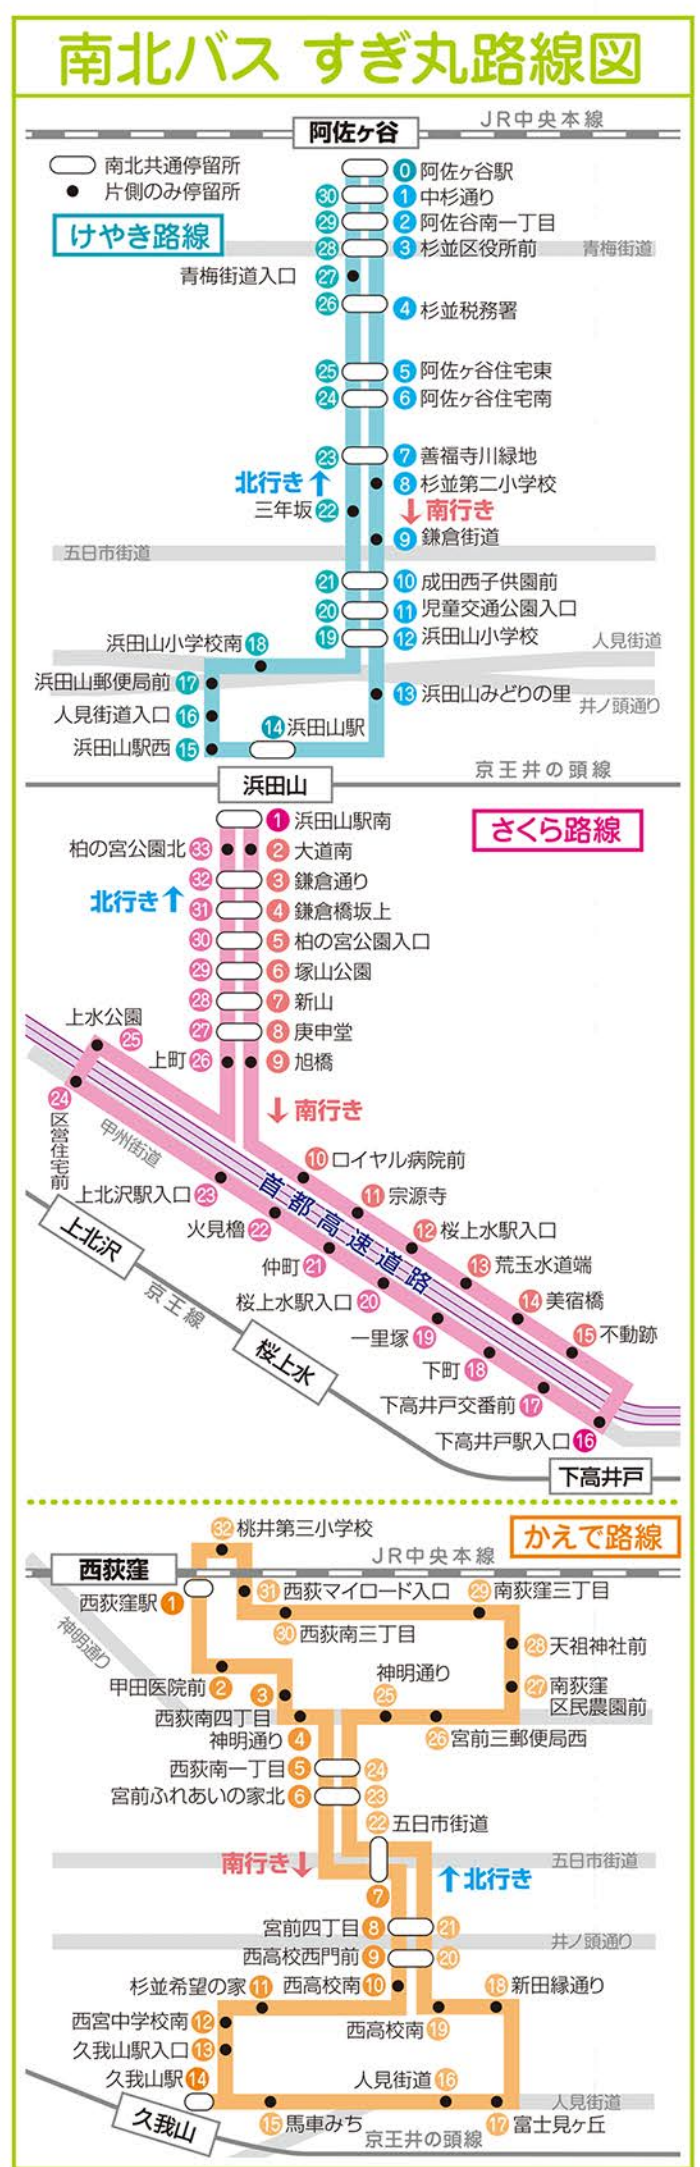 南北バス すぎ丸路線図
JR中央本線
阿佐ヶ谷
南北共通停留所
片側のみ停留所
けやき路線
0 阿佐ヶ谷駅
30 1 中杉通り
29 2 阿佐谷南一丁目
28 3 杉並区役所前 青梅街道
青梅街道入口 27
26 4 杉並税務署
25 5 阿佐ヶ谷住宅東
24 6 阿佐ヶ谷住宅南
23 7 善福寺川緑地
北行き↑ 8 杉並第二小学校
三年坂 22 ↓南行き
9 鎌倉街道
五日市街道
21 10 成田西子供園前
20 11 児童交通公園入口
19 12 浜田山小学校
浜田山小学校南 18 人見街道
浜田山郵便局前 17
13 浜田山みどりの里
人見街道入口 16 井ノ頭通り
14 浜田山駅
浜田山駅西 15
京王井の頭線
浜田山
1 浜田山駅南
さくら路線
柏の宮公園北 33 2 大道南
32 3 鎌倉通り
北行き↑ 31 4 鎌倉橋坂上
30 5 柏の宮公園入口
29 6 塚山公園
28 7 新山
上水公園 25
27 8 庚申堂
上町 26 9 旭橋
24 区営住宅前
↓南行き
甲州街道
首都高速道路
10 ロイヤル病院前
上北沢駅入口 23
11 宗源寺
火見櫓 22
12 桜上水駅入口
上北沢
仲町 21
13 荒玉水道端
京王線
桜上水駅入口 20
14 美宿橋
一里塚 19
15 不動跡
桜上水
下町 18
下高井戸交番前 17
下高井戸駅入口 16
下高井戸
32 桃井第三小学校
かえで路線
JR中央本線
西荻窪
西荻窪駅 1
31 西荻マイロード入口
29 南荻窪三丁目
神明通り
30 西荻南三丁目
28 天祖神社前
甲田医院前 2
3
神明通り
25
27 南荻窪
区民農園前
西荻南四丁目
神明通り 4
26 宮前三郵便局西
西荻南一丁目 5 24
宮前ふれあいの家北 6 23
22 五日市街道
南行き↓ 五日市街道
↑北行き
7
宮前四丁目 8 21
井ノ頭通り
西高校西門前 9 20
杉並希望の家 11 西高校南 10 18 新田縁通り
西宮中学校南 12
西高校南 19
久我山駅入口 13
久我山駅 14
人見街道 16
人見街道
15 馬車みち
17 富士見ヶ丘
久我山
京王井の頭線